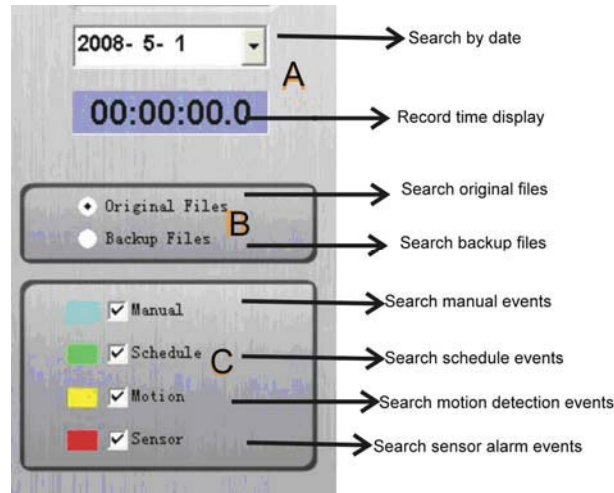 2008- 5- 1
Search by date
A
00:00:00.0
Record time display
Original Files
Search original files
B
Backup Files
Search backup files
Manual
Search manual events
Schedule
Search schedule events
C
Motion
Search motion detection events
Sensor
Search sensor alarm events